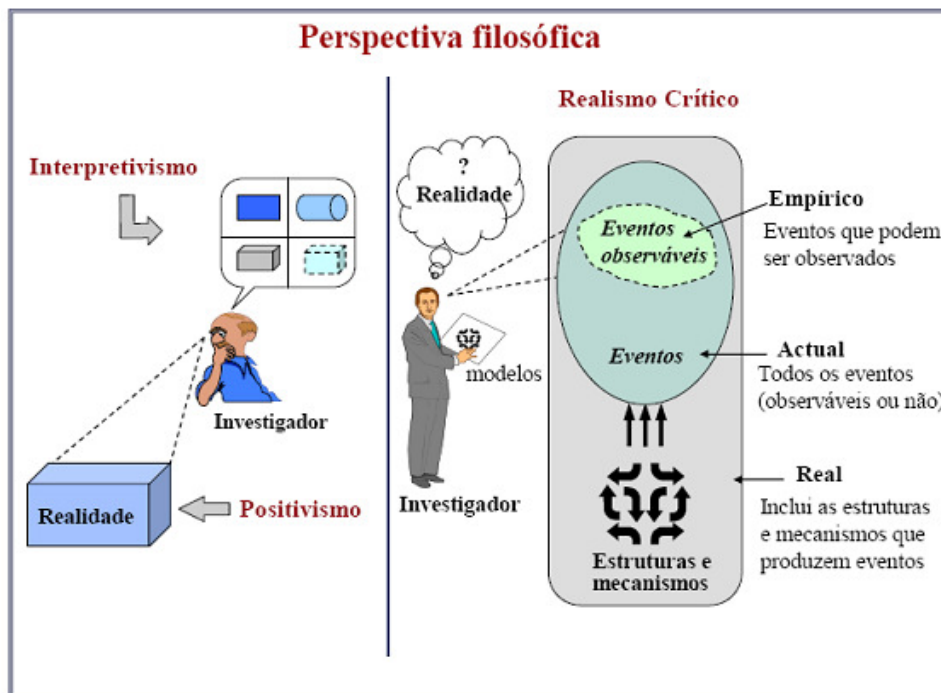 Perspectiva filosófica
Interpretivismo
Investigador
Realidade
Positivismo
Realismo Crítico
?
Realidade
modelos
Investigador
Eventos
observáveis
Eventos
Estruturas e
mecanismos
Empírico
Eventos que podem
ser observados
Actual
Todos os eventos
(observáveis ou não)
Real
Inclui as estruturas
e mecanismos que
produzem eventos